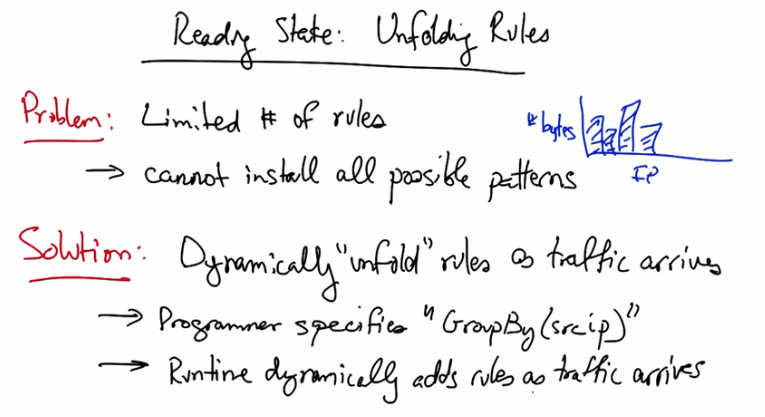 Reading State: Unfolding Rules
Problem: Limited # of rules
→ cannot install all possible patterns
# bytes
IP
Solution: Dynamically "unfold" rules as traffic arrives
→ Programmer specifies "GroupBy(srcip)"
→ Runtime dynamically adds rules as traffic arrives